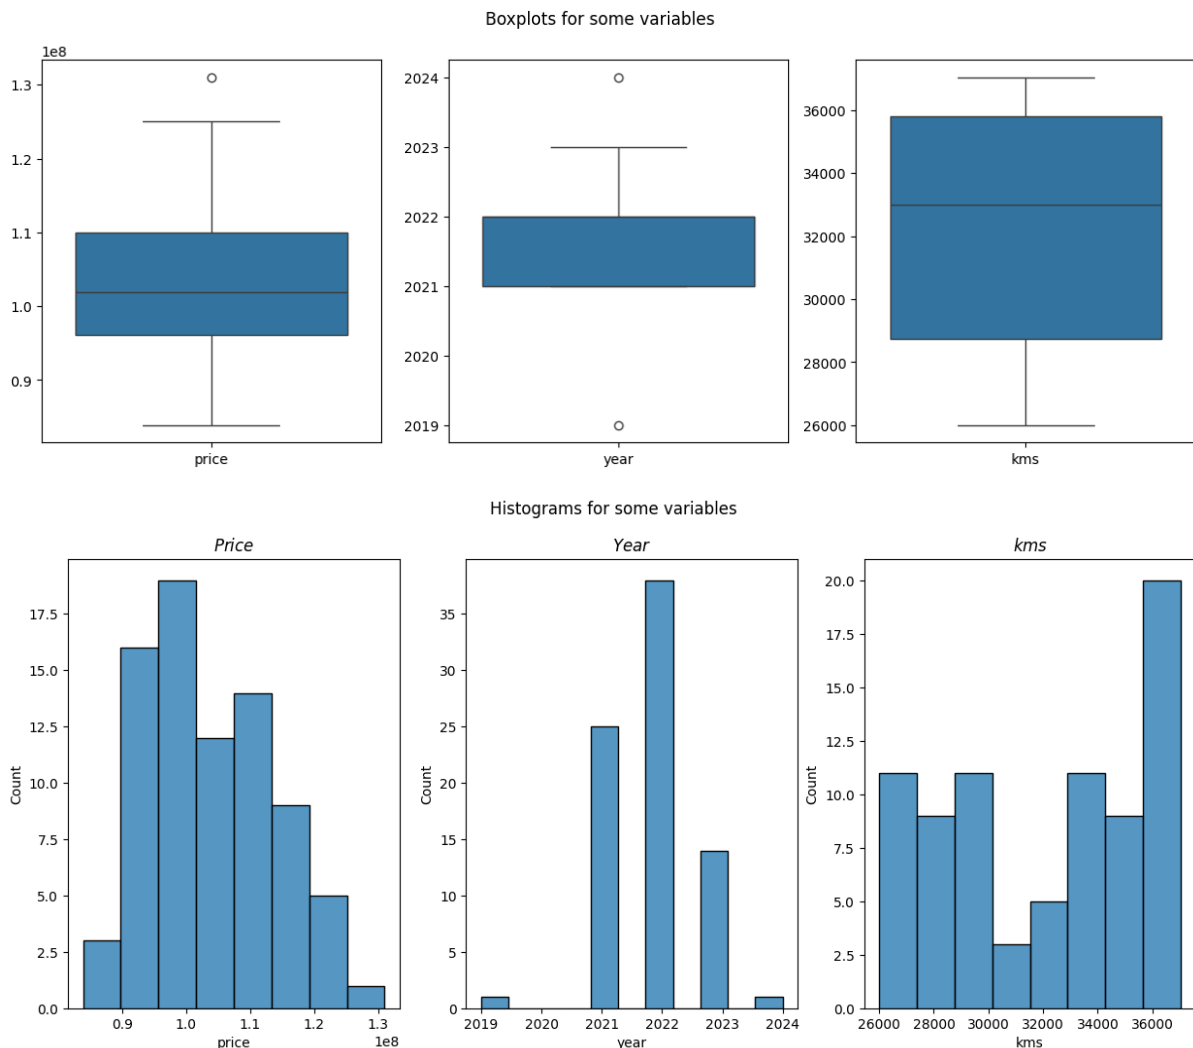 Boxplots for some variables
1e8
1.3
1.2
1.1
1.0
0.9
price
2024
2023
2022
2021
2020
2019
year
36000
34000
32000
30000
28000
26000
kms
Histograms for some variables
Price
17.5
15.0
12.5
10.0
7.5
5.0
2.5
0.0
Count
0.9 1.0 1.1 1.2 1.3
price
1e8
Year
35
30
25
20
15
10
5
0
Count
2019 2020 2021 2022 2023 2024
year
kms
20.0
17.5
15.0
12.5
10.0
7.5
5.0
2.5
0.0
Count
26000 28000 30000 32000 34000 36000
kms